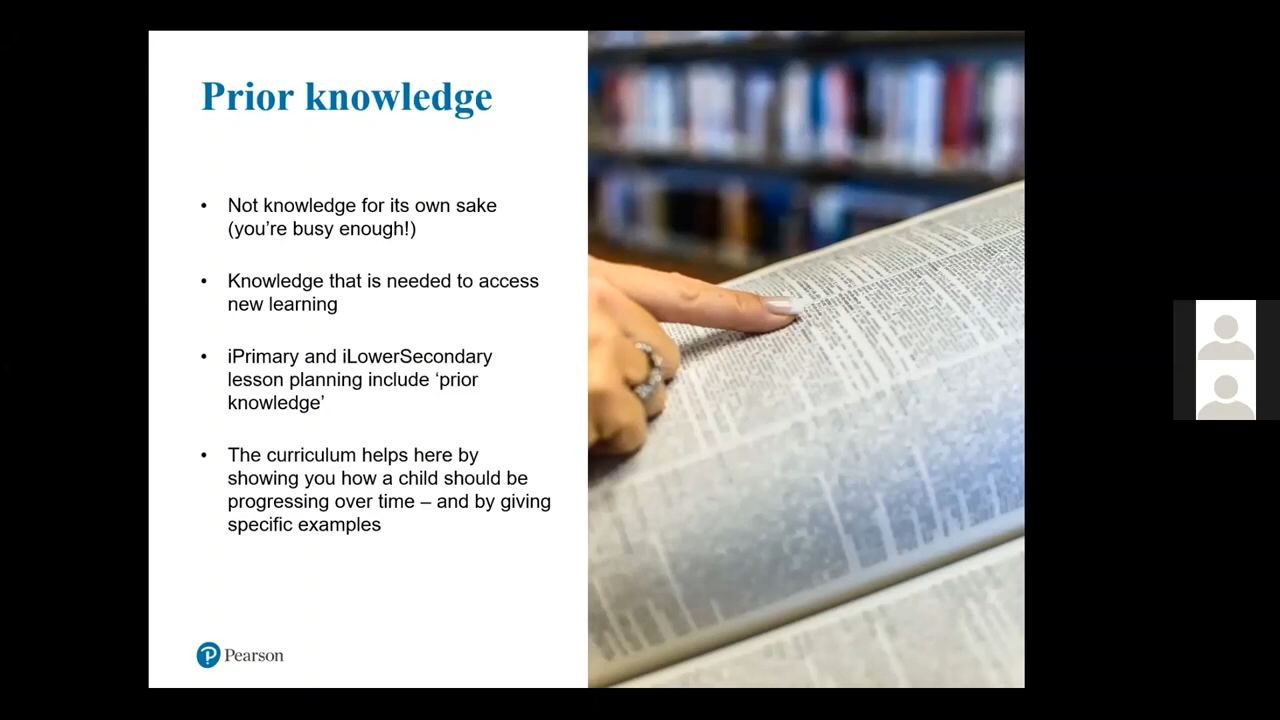 Prior knowledge
• Not knowledge for its own sake
(you're busy enough!)
• Knowledge that is needed to access
new learning
• iPrimary and iLowerSecondary
lesson planning include ‘prior
knowledge’
• The curriculum helps here by
showing you how a child should be
progressing over time – and by giving
specific examples
Pearson